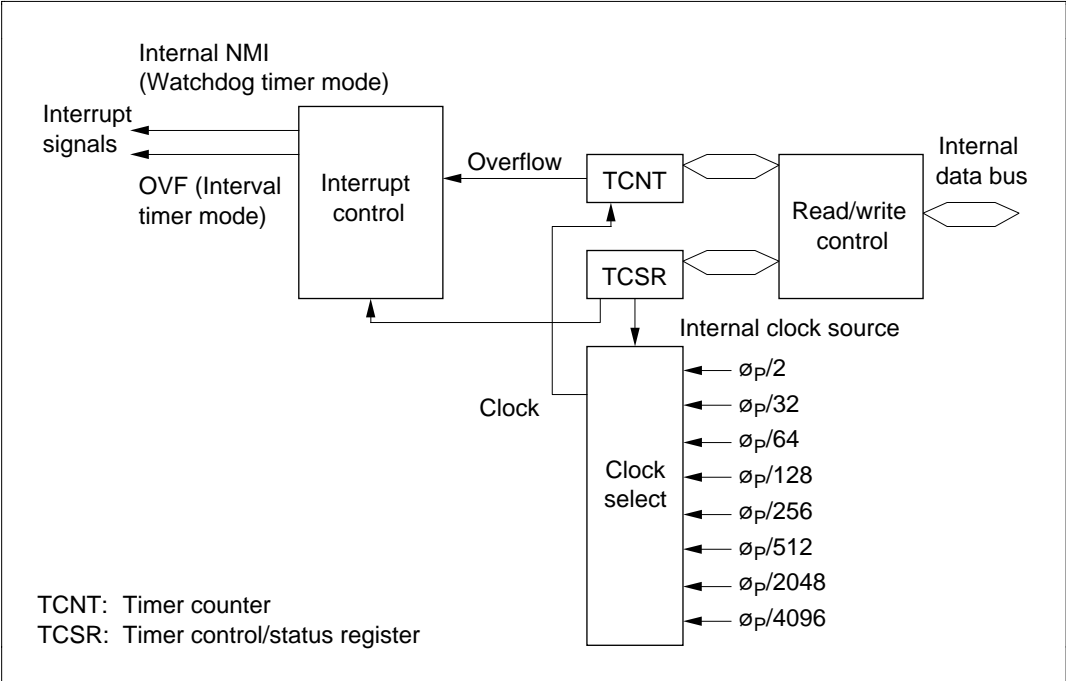 Internal NMI
(Watchdog timer mode)
Interrupt
signals
OVF (Interval
timer mode)
Interrupt
control
Overflow
TCNT
TCSR
Read/write
control
Internal
data bus
Internal clock source
Clock
Clock
select
øP/2
øP/32
øP/64
øP/128
øP/256
øP/512
øP/2048
øP/4096
TCNT: Timer counter
TCSR: Timer control/status register